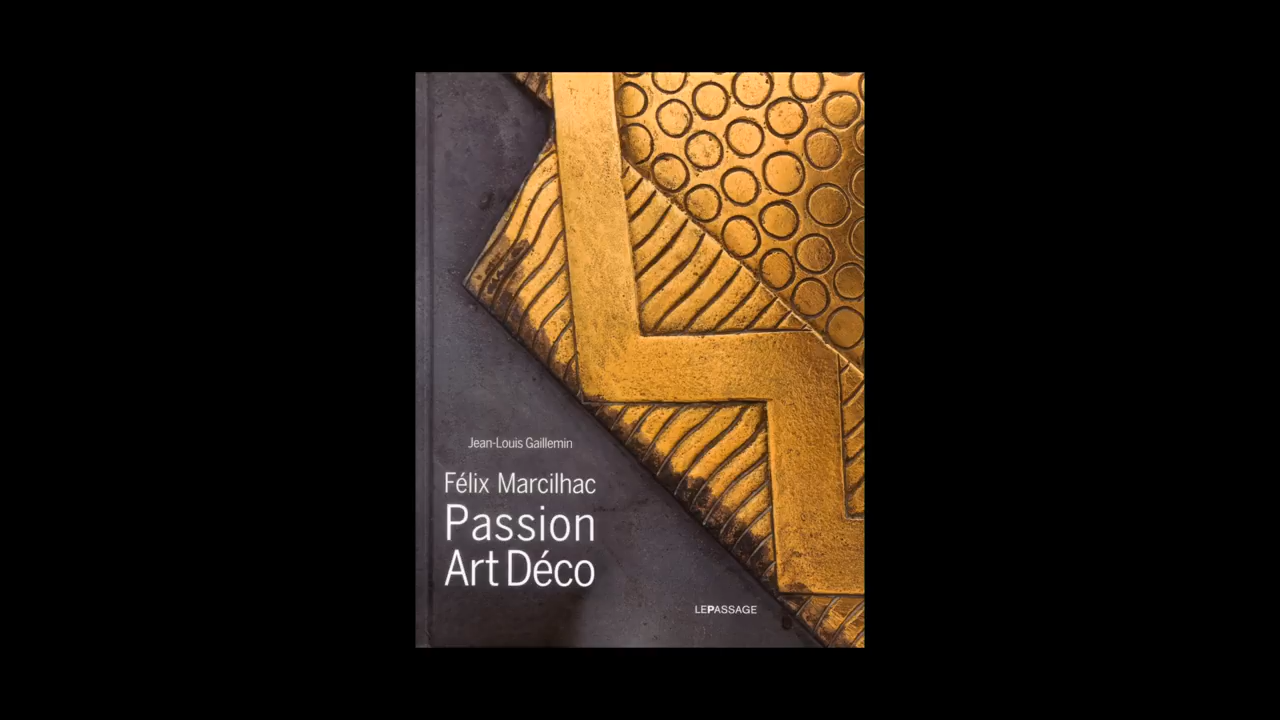 Jean-Louis Gaillemin
Félix Marcilhac
Passion
Art Déco
LEPASSAGE